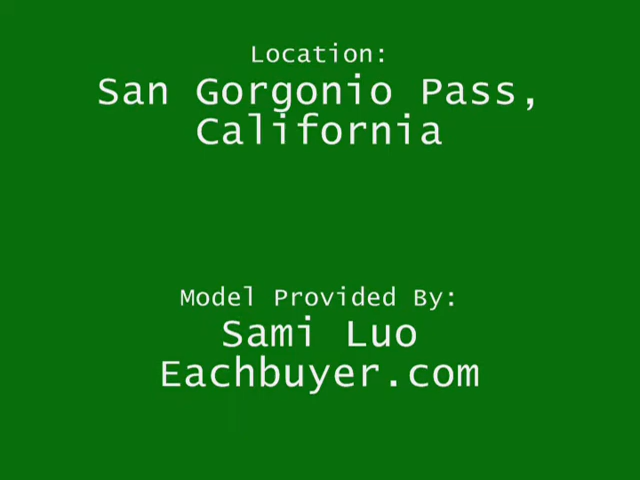 Location:
San Gorgonio Pass,
California
Model Provided By:
Sami Luo
Eachbuyer.com